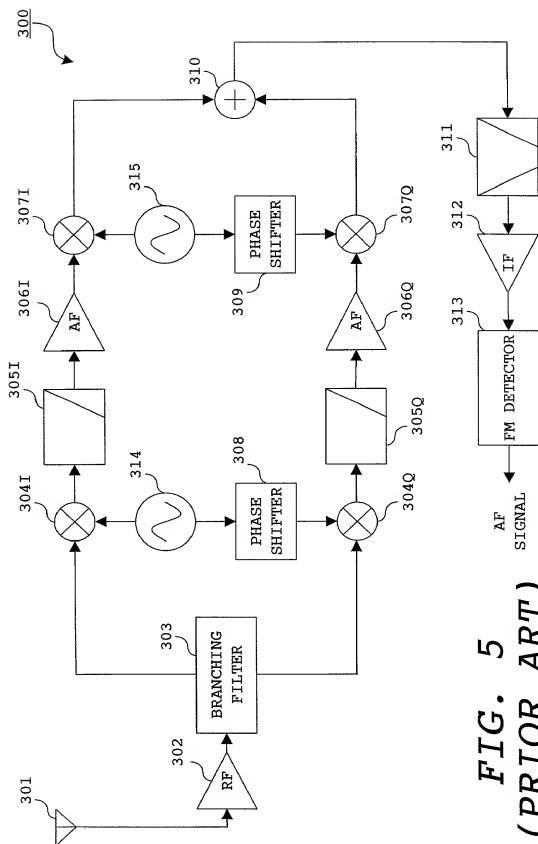 300
301
302
RF
303
BRANCHING
FILTER
304I
314
308
PHASE
SHIFTER
304Q
305I
305Q
306I
AF
306Q
AF
307I
315
PHASE
SHIFTER
309
307Q
310
311
312
IF
313
FM DETECTOR
AF
SIGNAL
FIG. 5
(PRIOR ART)